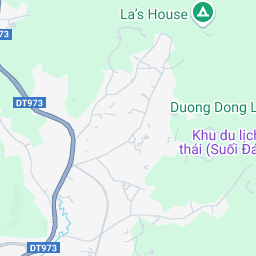 La's House
DT973
DT973
Duong Dong L
Khu du lịch
thái (Suối Đá
DT973